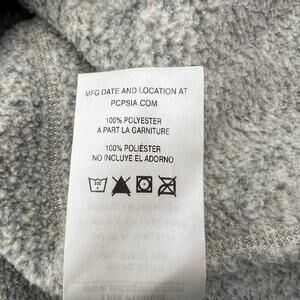 MFG DATE AND LOCATION AT
PCPSIA.COM
100% POLYESTER
A PART LA GARNITURE
100% POLIÉSTER
NO INCLUYE EL ADORNO